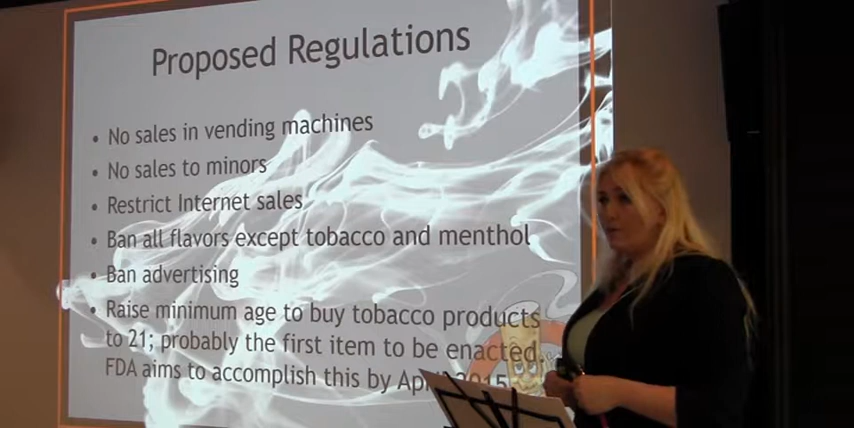 Proposed Regulations
• No sales in vending machines
• No sales to minors
• Restrict Internet sales
• Ban all flavors except tobacco and menthol
• Ban advertising
• Raise minimum age to buy tobacco products
to 21; probably the first item to be enacted.
FDA aims to accomplish this by April 2015